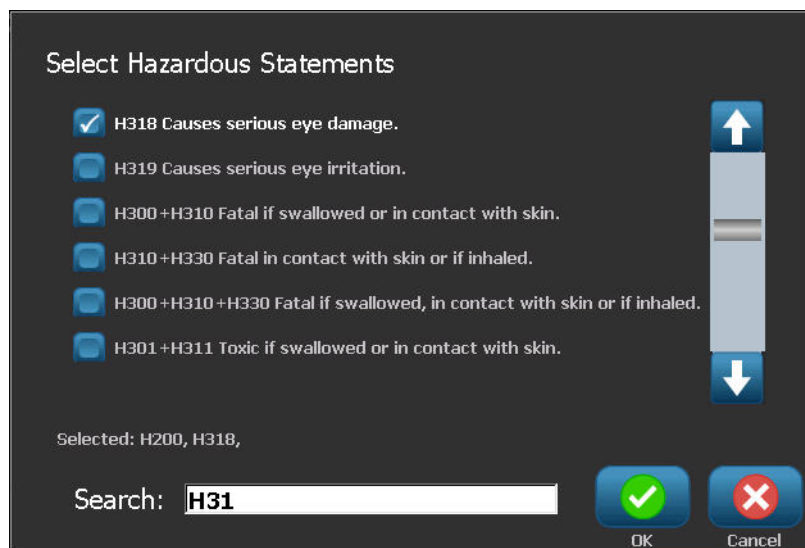 Select Hazardous Statements
H318 Causes serious eye damage.
H319 Causes serious eye irritation.
H300+H310 Fatal if swallowed or in contact with skin.
H310+H330 Fatal in contact with skin or if inhaled.
H300+H310+H330 Fatal if swallowed, in contact with skin or if inhaled.
H301+H311 Toxic if swallowed or in contact with skin.
Selected: H200, H318,
Search: H31
OK Cancel